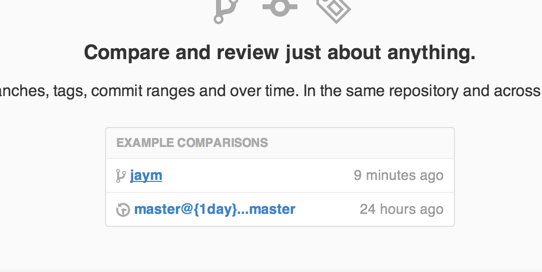 Compare and review just about anything.
anches, tags, commit ranges and over time. In the same repository and across
EXAMPLE COMPARISONS
jaym 9 minutes ago
master@{1day}...master 24 hours ago